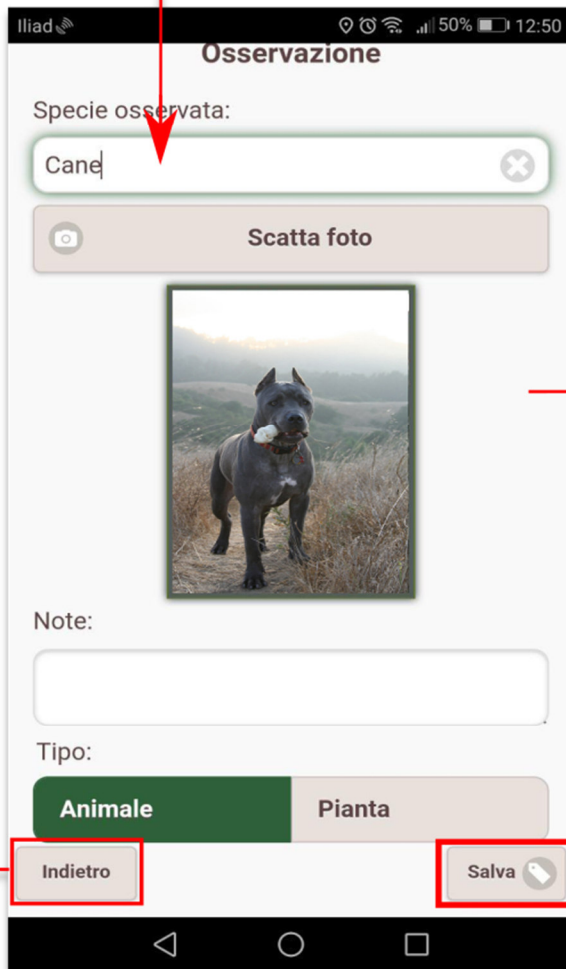 Iliad 50% 12:50
Osservazione
Specie osservata:
Cane
Scatta foto
Note:
Tipo:
Animale Pianta
Indietro Salva